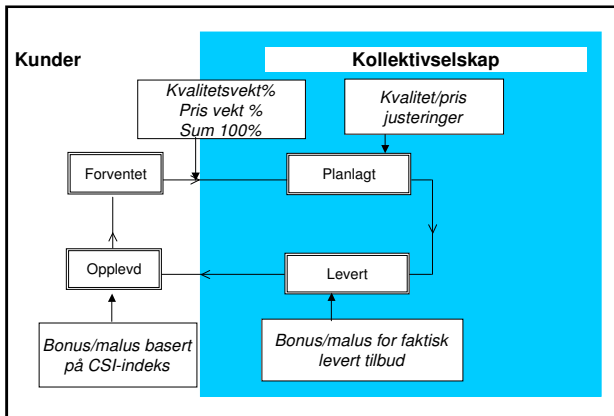 Kunder
Kollektivselskap
Kvalitetsvekt%
Pris vekt %
Sum 100%
Kvalitet/pris
justeringer
Forventet
Planlagt
Opplevd
Levert
Bonus/malus basert
på CSI-indeks
Bonus/malus for faktisk
levert tilbud